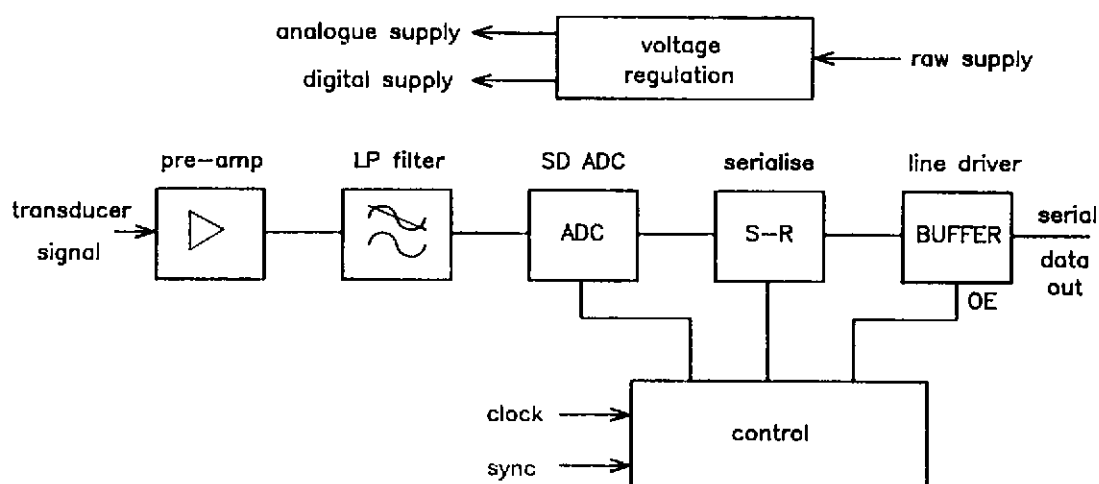 analogue supply
digital supply
voltage
regulation
raw supply
pre-amp
LP filter
SD ADC
serialise
line driver
transducer
signal
ADC
S-R
BUFFER
serial
data
out
OE
clock
sync
control